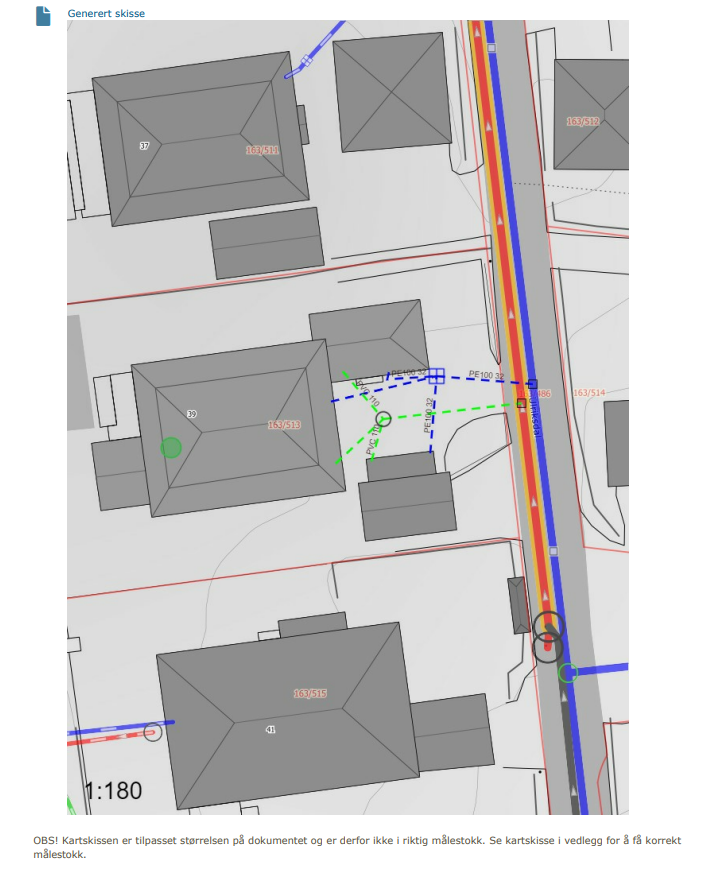 Generert skisse
37
163/511
163/512
PE100 32
PE100 32
PVC 110
486
163/514
39
163/513
PE100 32
PVC 110
163/515
41
1:180
OBS! Kartskissen er tilpasset størrelsen på dokumentet og er derfor ikke i riktig målestokk. Se kartskisse i vedlegg for å få korrekt
målestokk.